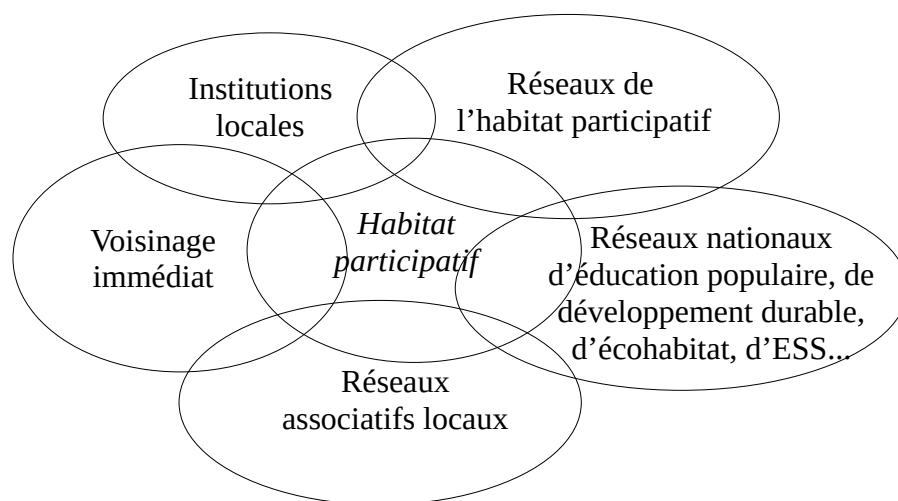 Institutions
locales
Réseaux de
l’habitat participatif
Voisinage
immédiat
Habitat
participatif
Réseaux nationaux
d’éducation populaire, de
développement durable,
d’écohabitat, d’ESS...
Réseaux
associatifs locaux